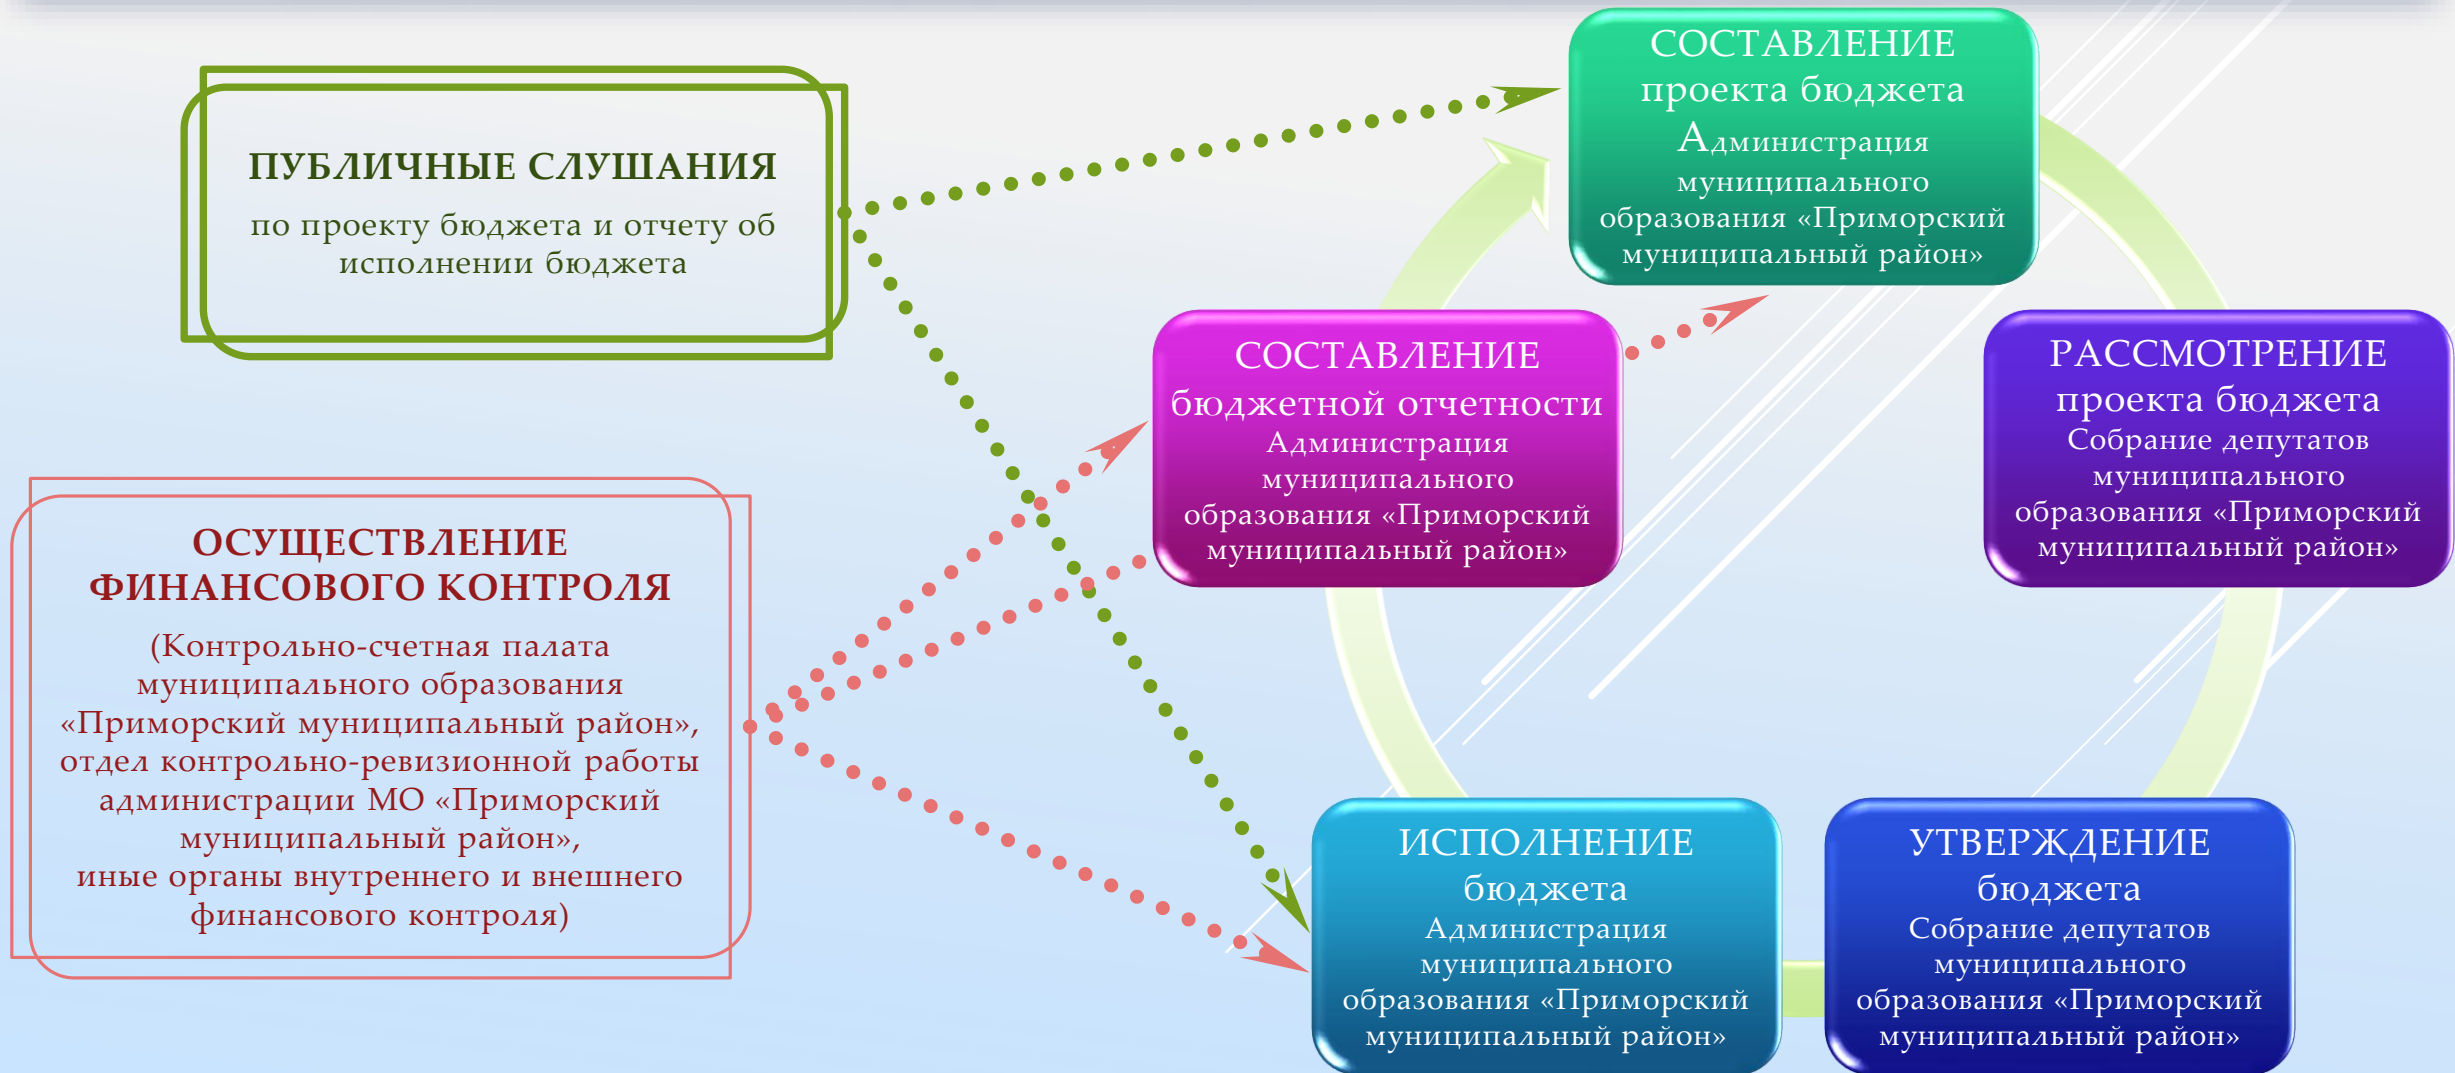 ПУБЛИЧНЫЕ СЛУШАНИЯ
по проекту бюджета и отчету об
исполнении бюджета
ОСУЩЕСТВЛЕНИЕ
ФИНАНСОВОГО КОНТРОЛЯ
(Контрольно-счетная палата
муниципального образования
«Приморский муниципальный район»,
отдел контрольно-ревизионной работы
администрации МО «Приморский
муниципальный район»,
иные органы внутреннего и внешнего
финансового контроля)
СОСТАВЛЕНИЕ
проекта бюджета
Администрация
муниципального
образования «Приморский
муниципальный район»
РАССМОТРЕНИЕ
проекта бюджета
Собрание депутатов
муниципального
образования «Приморский
муниципальный район»
УТВЕРЖДЕНИЕ
бюджета
Собрание депутатов
муниципального
образования «Приморский
муниципальный район»
ИСПОЛНЕНИЕ
бюджета
Администрация
муниципального
образования «Приморский
муниципальный район»
СОСТАВЛЕНИЕ
бюджетной отчетности
Администрация
муниципального
образования «Приморский
муниципальный район»